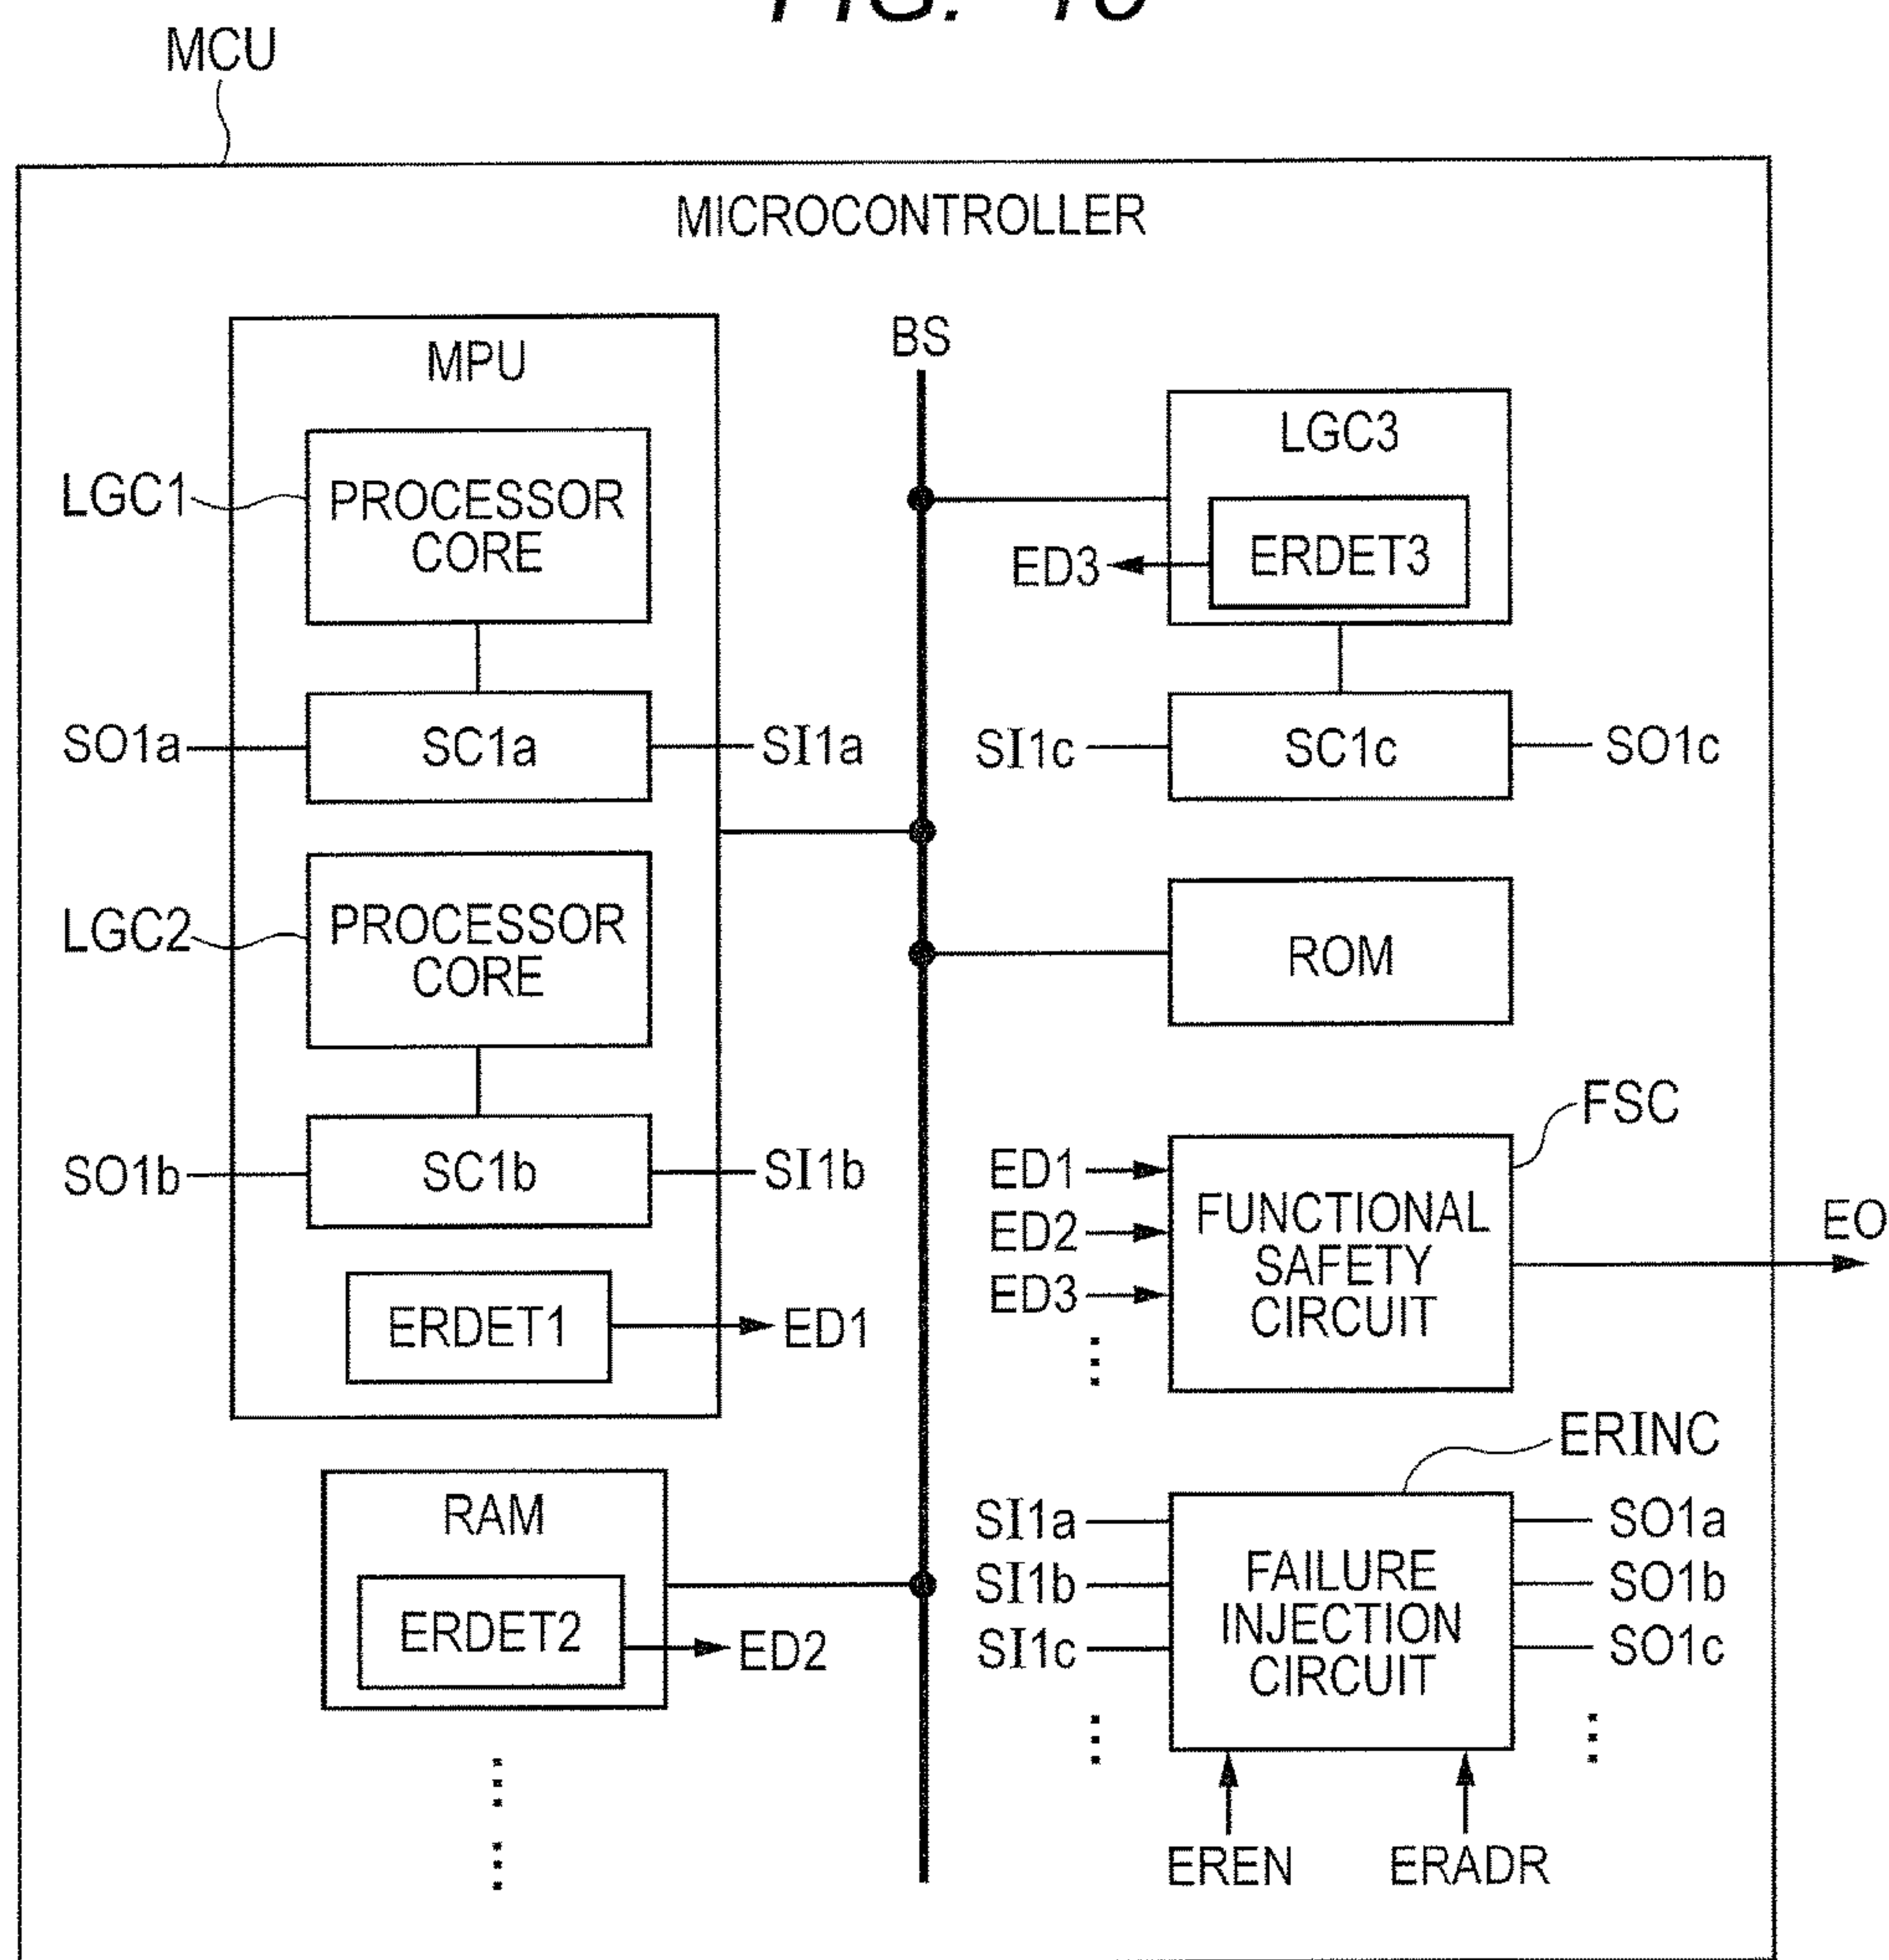 MCU
MICROCONTROLLER
MPU
LGC1
PROCESSOR
CORE
SO1a
SC1a
SI1a
LGC2
PROCESSOR
CORE
SO1b
SC1b
SI1b
ERDET1
ED1
RAM
ERDET2
ED2
BS
LGC3
ERDET3
ED3
SI1c
SC1c
SO1c
ROM
FSC
ED1
ED2
ED3
FUNCTIONAL
SAFETY
CIRCUIT
EO
ERINC
SI1a
SI1b
SI1c
FAILURE
INJECTION
CIRCUIT
SO1a
SO1b
SO1c
EREN
ERADR